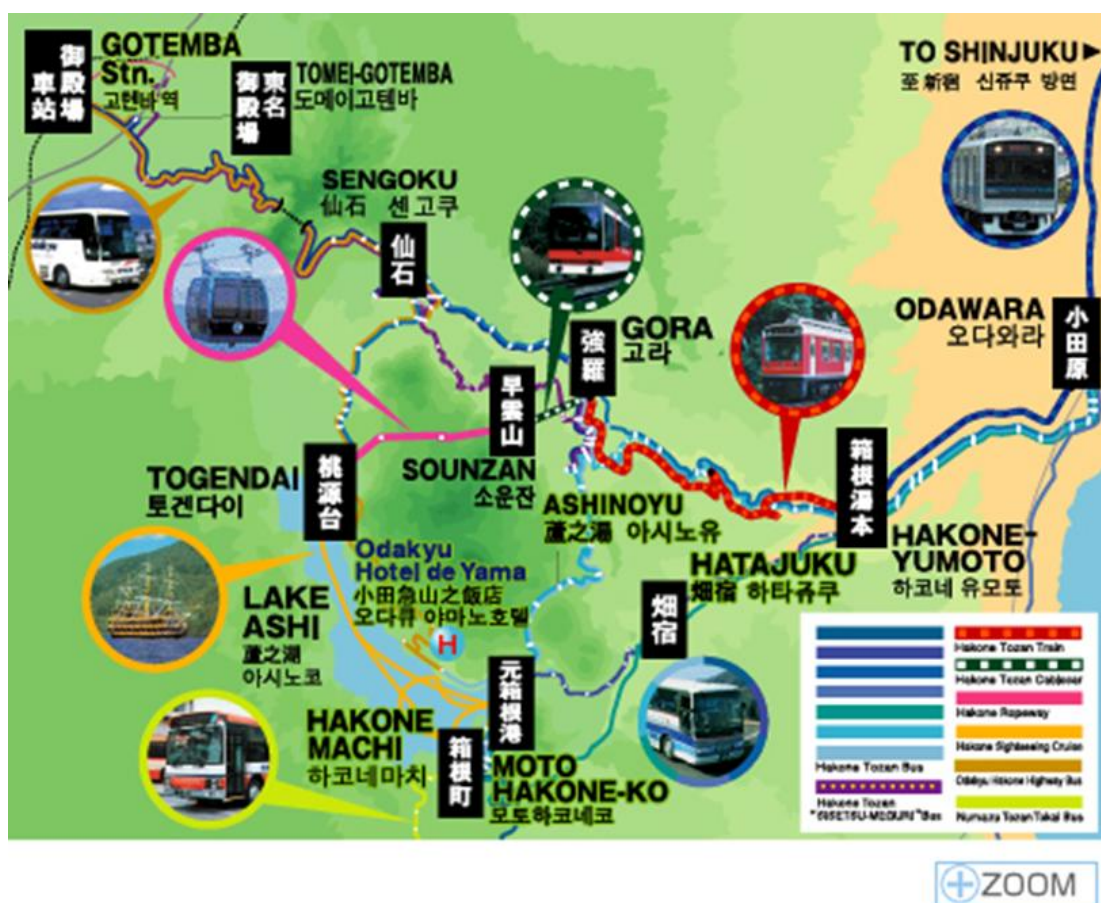 GOTEMBA
Stn.
고텐바 역
御殿場
車站
東名
御殿場
TOMEI-GOTEMBA
도메이고텐바
TO SHINJUKU►
至 新宿 신쥬쿠 방면
SENGOKU
仙石 센고쿠
仙石
強羅
GORA
고라
ODAWARA
오다와라
小田原
早雲山
SOUNZAN
소운잔
桃源台
TOGENDAI
토겐다이
ASHINOYU
蘆之湯 아시노유
箱根湯本
HAKONE-
YUMOTO
하코네 유모토
HATAJUKU
畑宿 하타쥬쿠
畑宿
Odakyu
Hotel de Yama
小田急山之飯店
오다큐 야마노호텔
H
LAKE
ASHI
蘆之湖
아시노코
元箱根港
MOTO
HAKONE-KO
모토하코네코
HAKONE
MACHI
하코네마치
箱根町
Hakone Tozan Bus
Hakone Tozan
"SISETSU-MEGURI" Bus
Hakone Tozan Train
Hakone Tozan Cablecar
Hakone Ropeway
Hakone Sightseeing Cruise
Odakyu Hakone Highway Bus
Numazu Tozan Tokai Bus
ZOOM